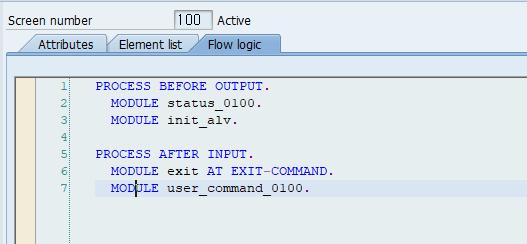 Screen number 100 Active
Attributes Element list Flow logic
1 PROCESS BEFORE OUTPUT.
2 MODULE status_0100.
3 MODULE init_alv.
4
5 PROCESS AFTER INPUT.
6 MODULE exit AT EXIT-COMMAND.
7 MODULE user_command_0100.